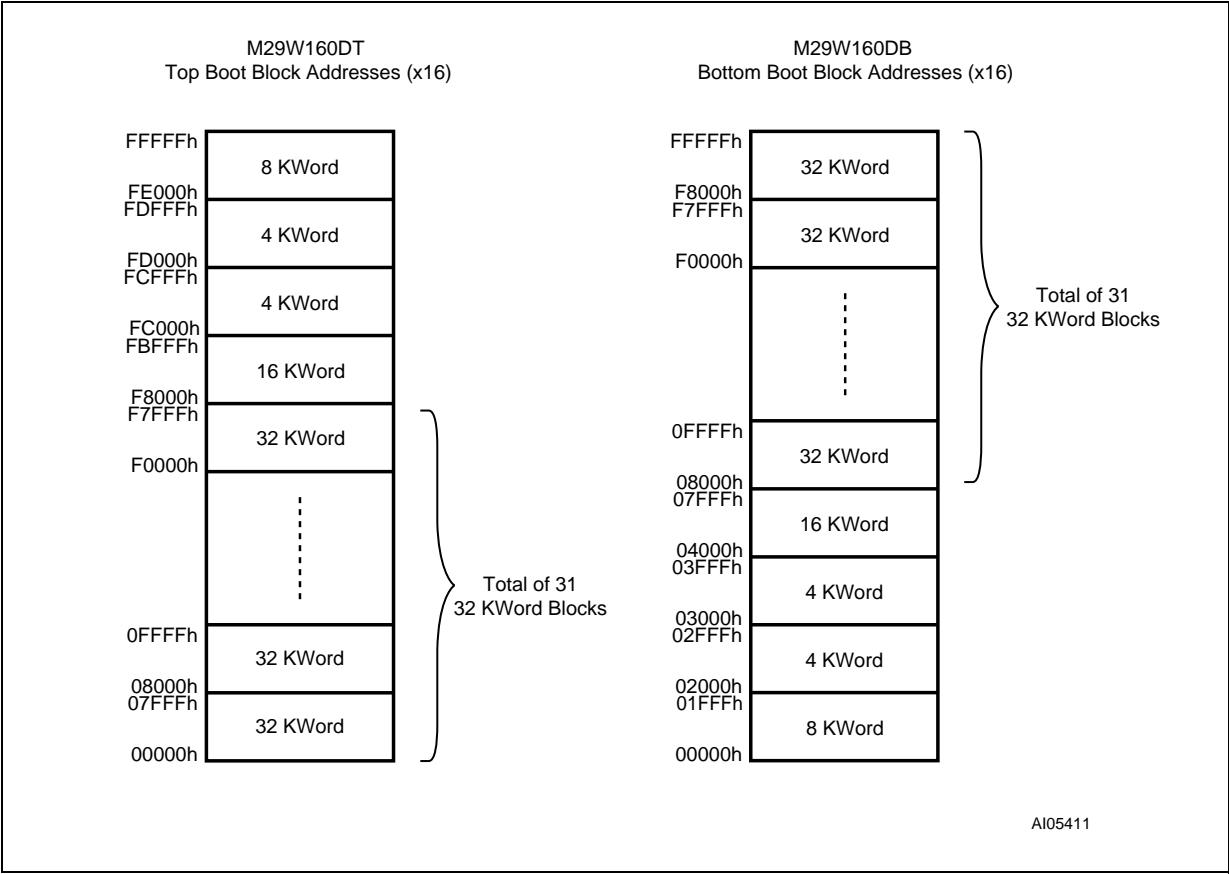 M29W160DT
Top Boot Block Addresses (x16)
FFFFFh
8 KWord
FE000h
FDFFFh
4 KWord
FD000h
FCFFFh
4 KWord
FC000h
FBFFFh
16 KWord
F8000h
F7FFFh
32 KWord
F0000h
Total of 31
32 KWord Blocks
0FFFFh
32 KWord
08000h
07FFFh
32 KWord
00000h
M29W160DB
Bottom Boot Block Addresses (x16)
FFFFFh
32 KWord
F8000h
F7FFFh
32 KWord
F0000h
Total of 31
32 KWord Blocks
0FFFFh
32 KWord
08000h
07FFFh
16 KWord
04000h
03FFFh
4 KWord
03000h
02FFFh
4 KWord
02000h
01FFFh
8 KWord
00000h
AI05411